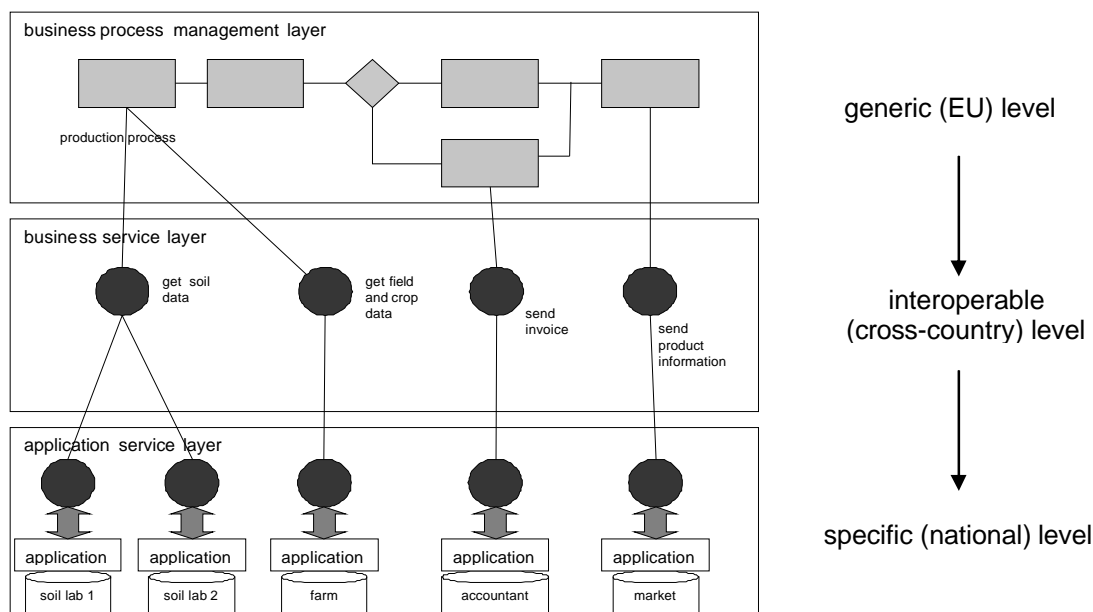 business process management layer
production process
generic (EU) level
business service layer
get soil
data
get field
and crop
data
send
invoice
send
product
information
interoperable
(cross-country) level
application service layer
application
application
application
application
application
soil lab 1
soil lab 2
farm
accountant
market
specific (national) level